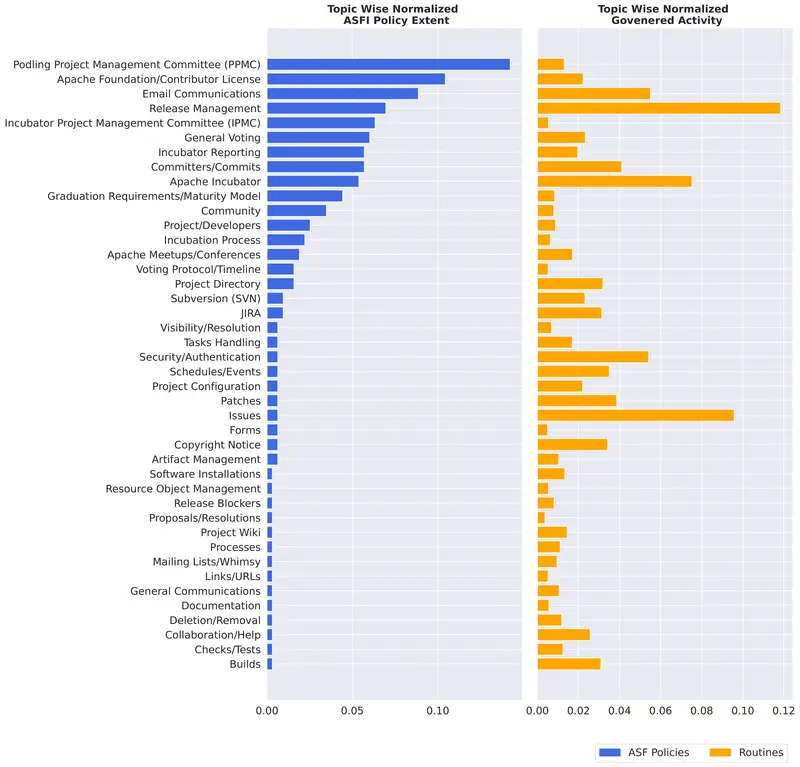 Topic Wise Normalized
ASFI Policy Extent
Topic Wise Normalized
Govenered Activity
Podling Project Management Committee (PPMC)
Apache Foundation/Contributor License
Email Communications
Release Management
Incubator Project Management Committee (IPMC)
General Voting
Incubator Reporting
Committers/Commits
Apache Incubator
Graduation Requirements/Maturity Model
Community
Project/Developers
Incubation Process
Apache Meetups/Conferences
Voting Protocol/Timeline
Project Directory
Subversion (SVN)
JIRA
Visibility/Resolution
Tasks Handling
Security/Authentication
Schedules/Events
Project Configuration
Patches
Issues
Forms
Copyright Notice
Artifact Management
Software Installations
Resource Object Management
Release Blockers
Proposals/Resolutions
Project Wiki
Processes
Mailing Lists/Whimsy
Links/URLs
General Communications
Documentation
Deletion/Removal
Collaboration/Help
Checks/Tests
Builds
0.00 0.05 0.10
0.00 0.02 0.04 0.06 0.08 0.10 0.12
ASF Policies
Routines